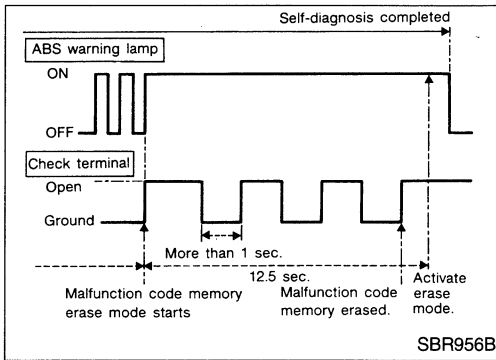 Self-diagnosis completed
ABS warning lamp
ON
OFF
Check terminal
Open
Ground
More than 1 sec.
12.5 sec.
Malfunction code memory
erase mode starts
Malfunction code
memory erased.
Activate
erase
mode.
SBR956B